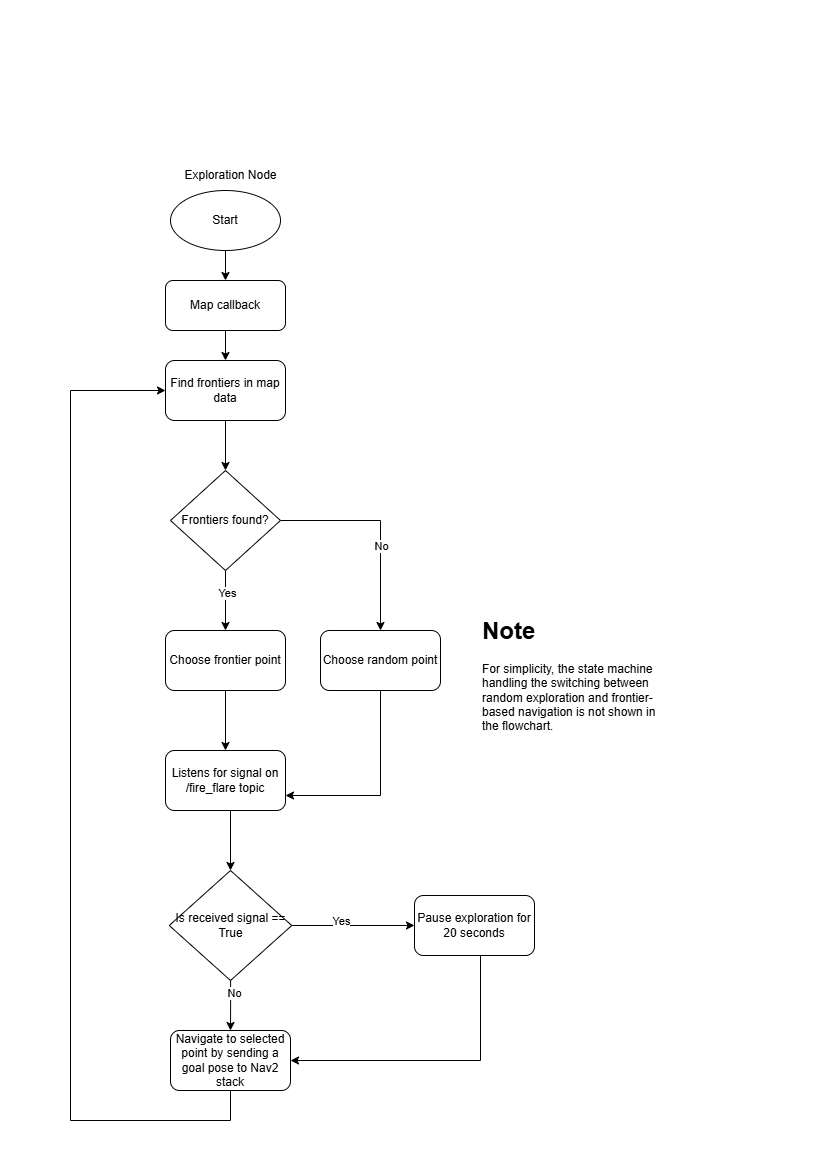 Exploration Node
Start
Map callback
Find frontiers in map
data
Frontiers found?
No
Yes
Choose frontier point
Choose random point
Note
For simplicity, the state machine
handling the switching between
random exploration and frontier-
based navigation is not shown in
the flowchart.
Listens for signal on
/fire_flare topic
Is received signal ==
True
Yes
Pause exploration for
20 seconds
No
Navigate to selected
point by sending a
goal pose to Nav2
stack